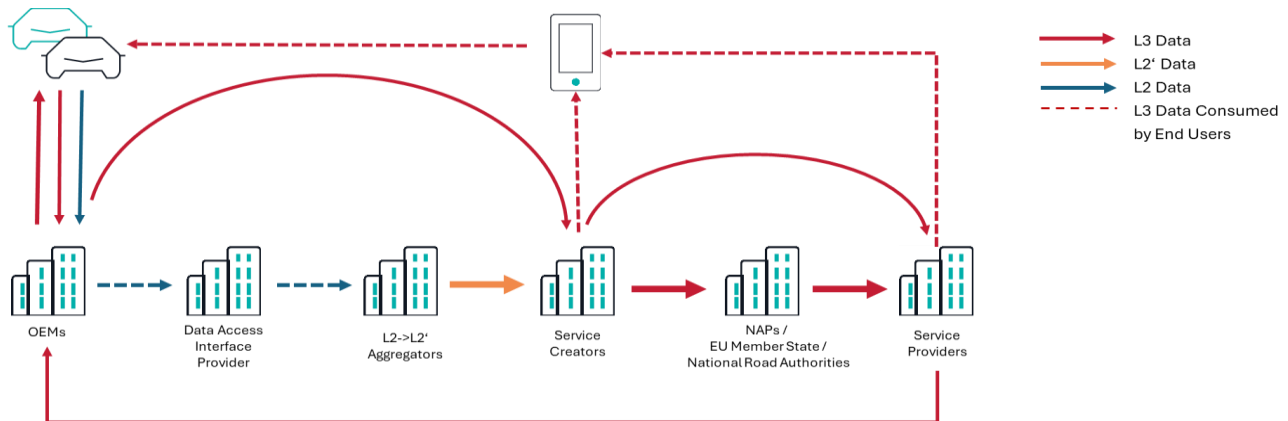 L3 Data
L2‘ Data
L2 Data
L3 Data Consumed
by End Users
OEMs
Data Access
Interface
Provider
L2->L2‘
Aggregators
Service
Creators
NAPs /
EU Member State /
National Road Authorities
Service
Providers